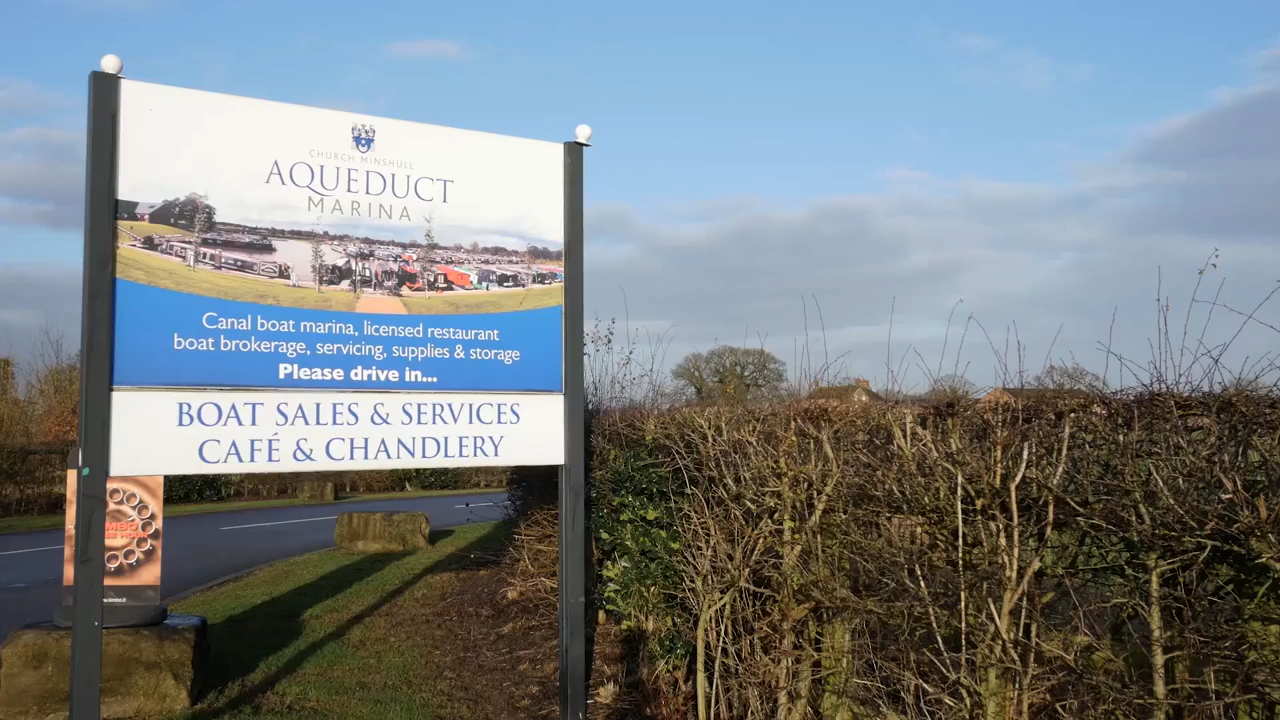 CHURCH MINSHULL
AQUEDUCT
MARINA
Canal boat marina, licensed restaurant
boat brokerage, servicing, supplies & storage
Please drive in...
BOAT SALES & SERVICES
CAFÉ & CHANDLERY